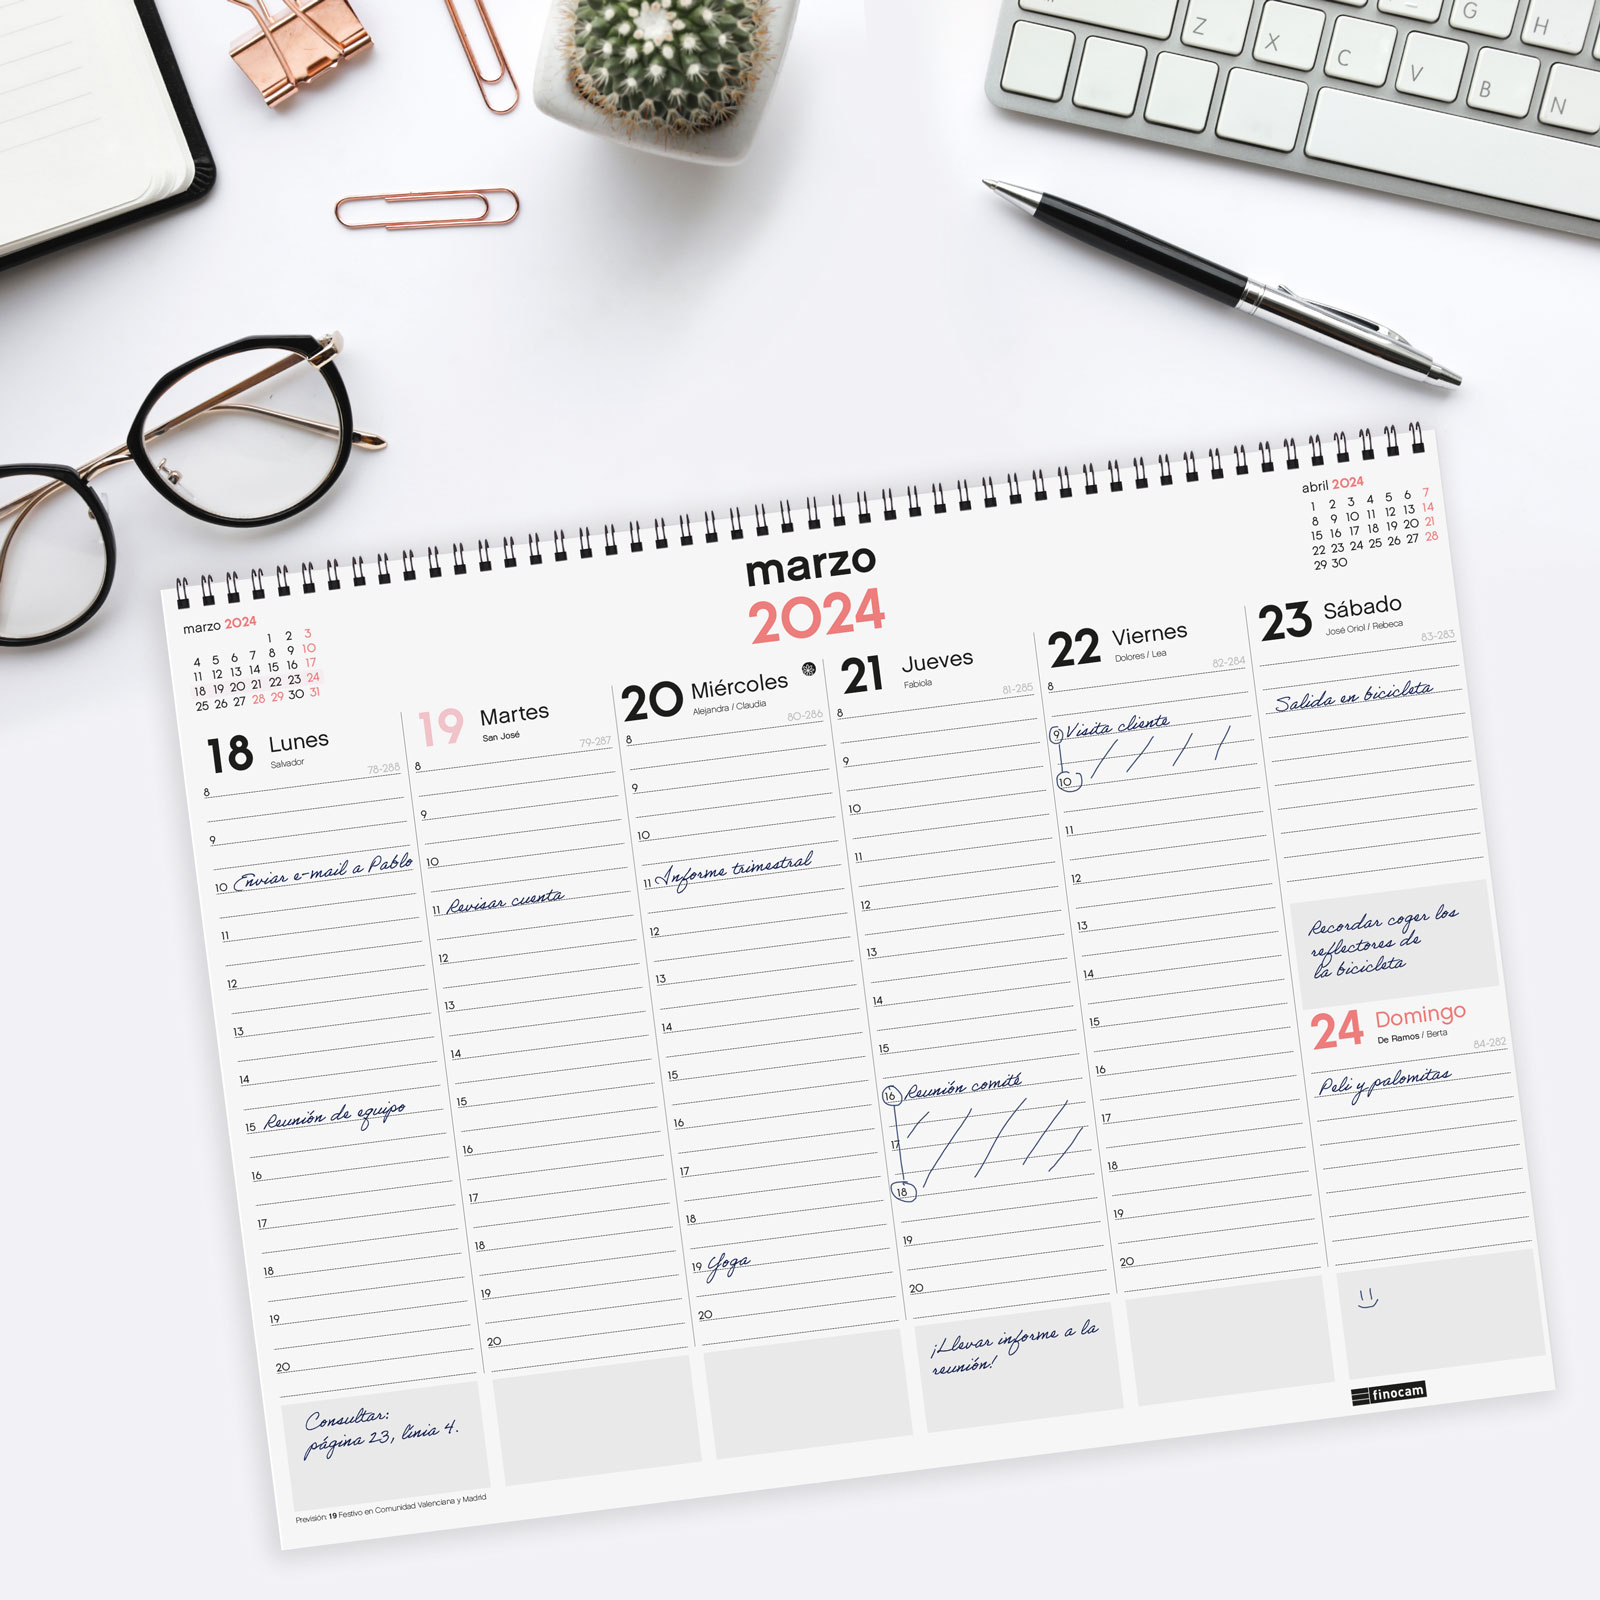 Z
X
C
V
B
N
G
H
marzo
2024
marzo 2024
1 2 3
4 5 6 7 8 9 10
11 12 13 14 15 16 17
18 19 20 21 22 23 24
25 26 27 28 29 30 31
abril 2024
1 2 3 4 5 6 7
8 9 10 11 12 13 14
15 16 17 18 19 20 21
22 23 24 25 26 27 28
29 30
18 Lunes
Salvador
78-288
8
9
10 Enviar e-mail a Pablo
11
12
13
14
15 Reunión de equipo
16
17
18
19
20
Consultar:
página 23, línia 4.
19 Martes
San José
79-287
8
9
10
11 Revisar cuenta
12
13
14
15
16
17
18
19
20
20 Miércoles
Alejandra / Claudia
80-286
8
9
10
11 Informe trimestral
12
13
14
15
16
17
18
19 Yoga
20
21 Jueves
Fabiola
81-285
8
9
10
11
12
13
14
15
16 Reunión comité
17
18
19
20
¡Llevar informe a la
reunión!
22 Viernes
Dolores / Lea
82-284
8
9 Visita cliente
10
11
12
13
14
15
16
17
18
19
20
23 Sábado
José Oriol / Rebeca
83-283
Salida en bicicleta
Recordar coger los
reflectores de
la bicicleta
24 Domingo
De Ramos / Berta
84-282
Peli y palomitas
finocam
Previsión: 19 Festivo en Comunidad Valenciana y Madrid